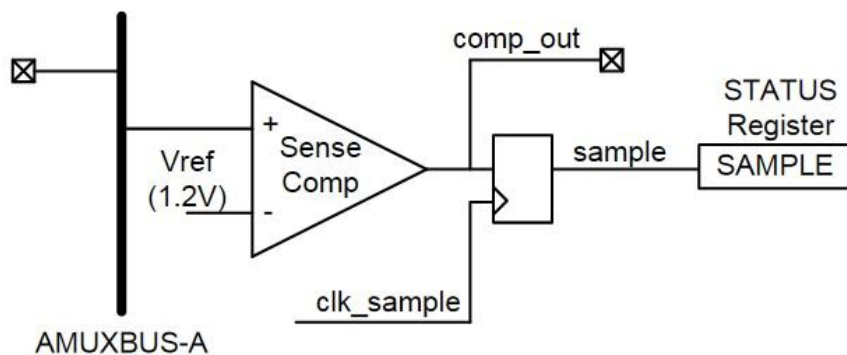 comp_out
STATUS
Register
+
Sense
Comp
-
Vref
(1.2V)
sample
SAMPLE
clk_sample
AMUXBUS-A